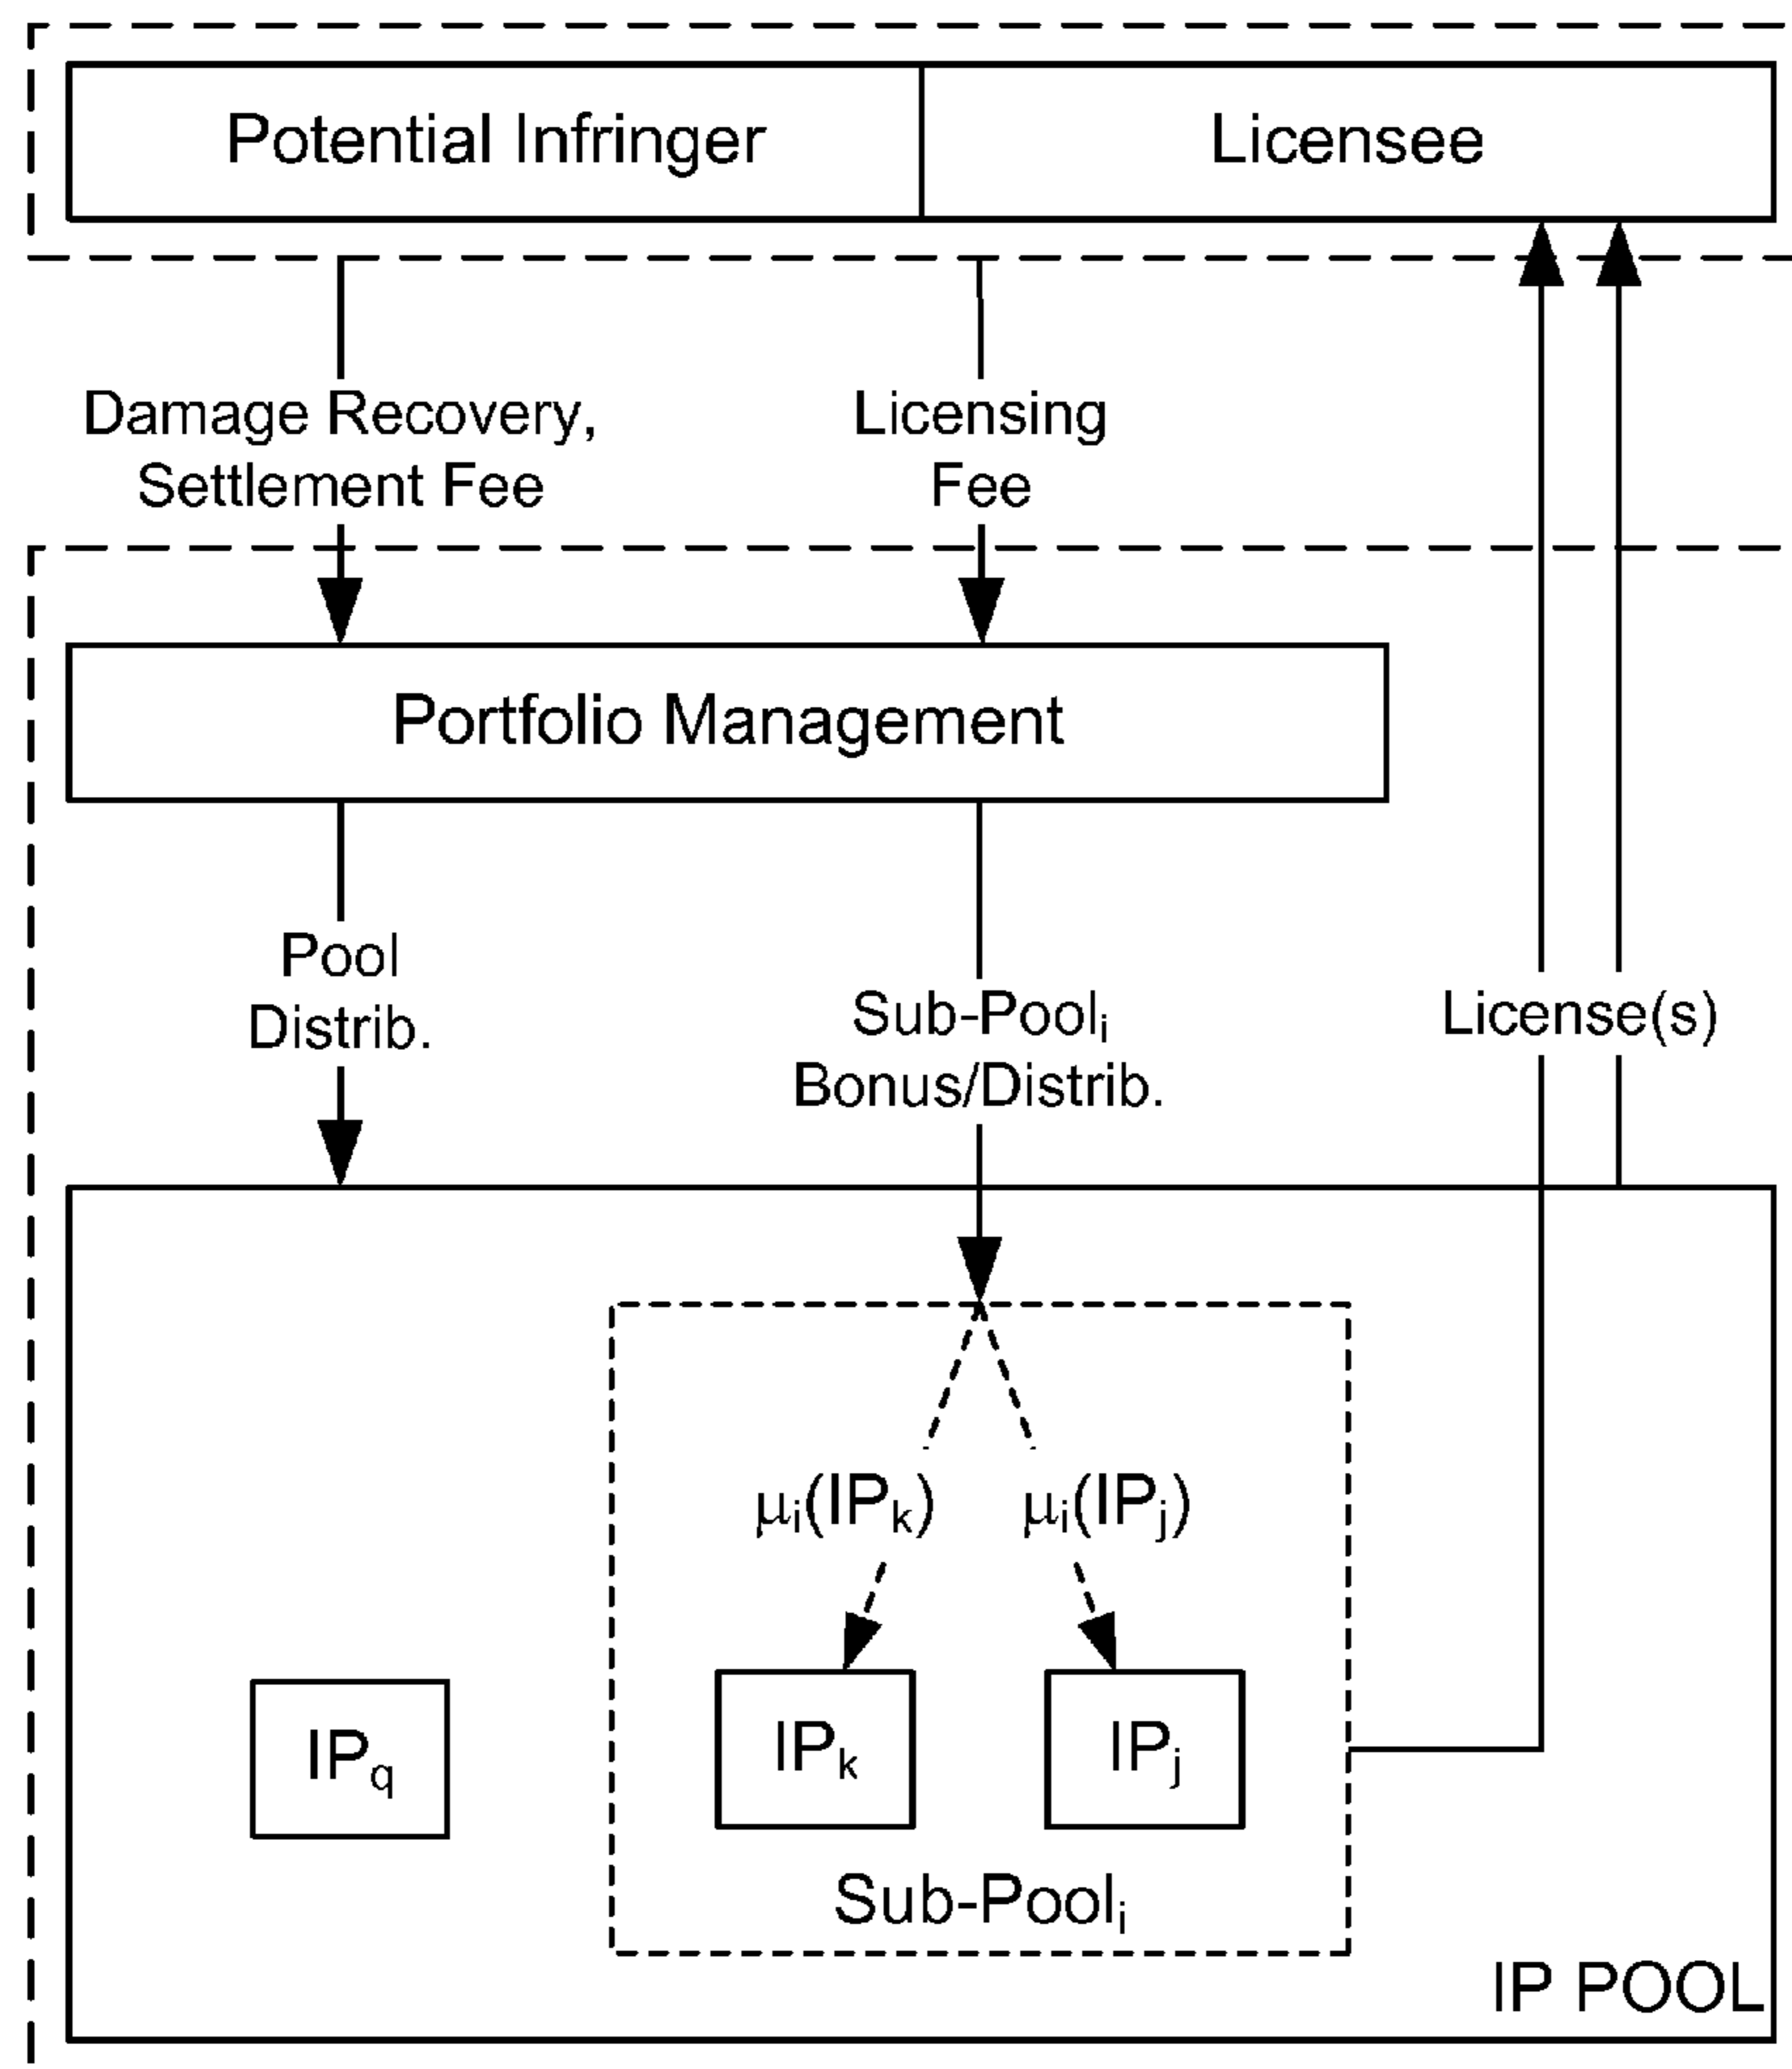 Potential Infringer
Licensee
Damage Recovery,
Settlement Fee
Licensing
Fee
Portfolio Management
Pool
Distrib.
Sub-Poolᵢ
Bonus/Distrib.
License(s)
μᵢ(IPₖ)
μᵢ(IPⱼ)
IPq
IPₖ
IPⱼ
Sub-Poolᵢ
IP POOL